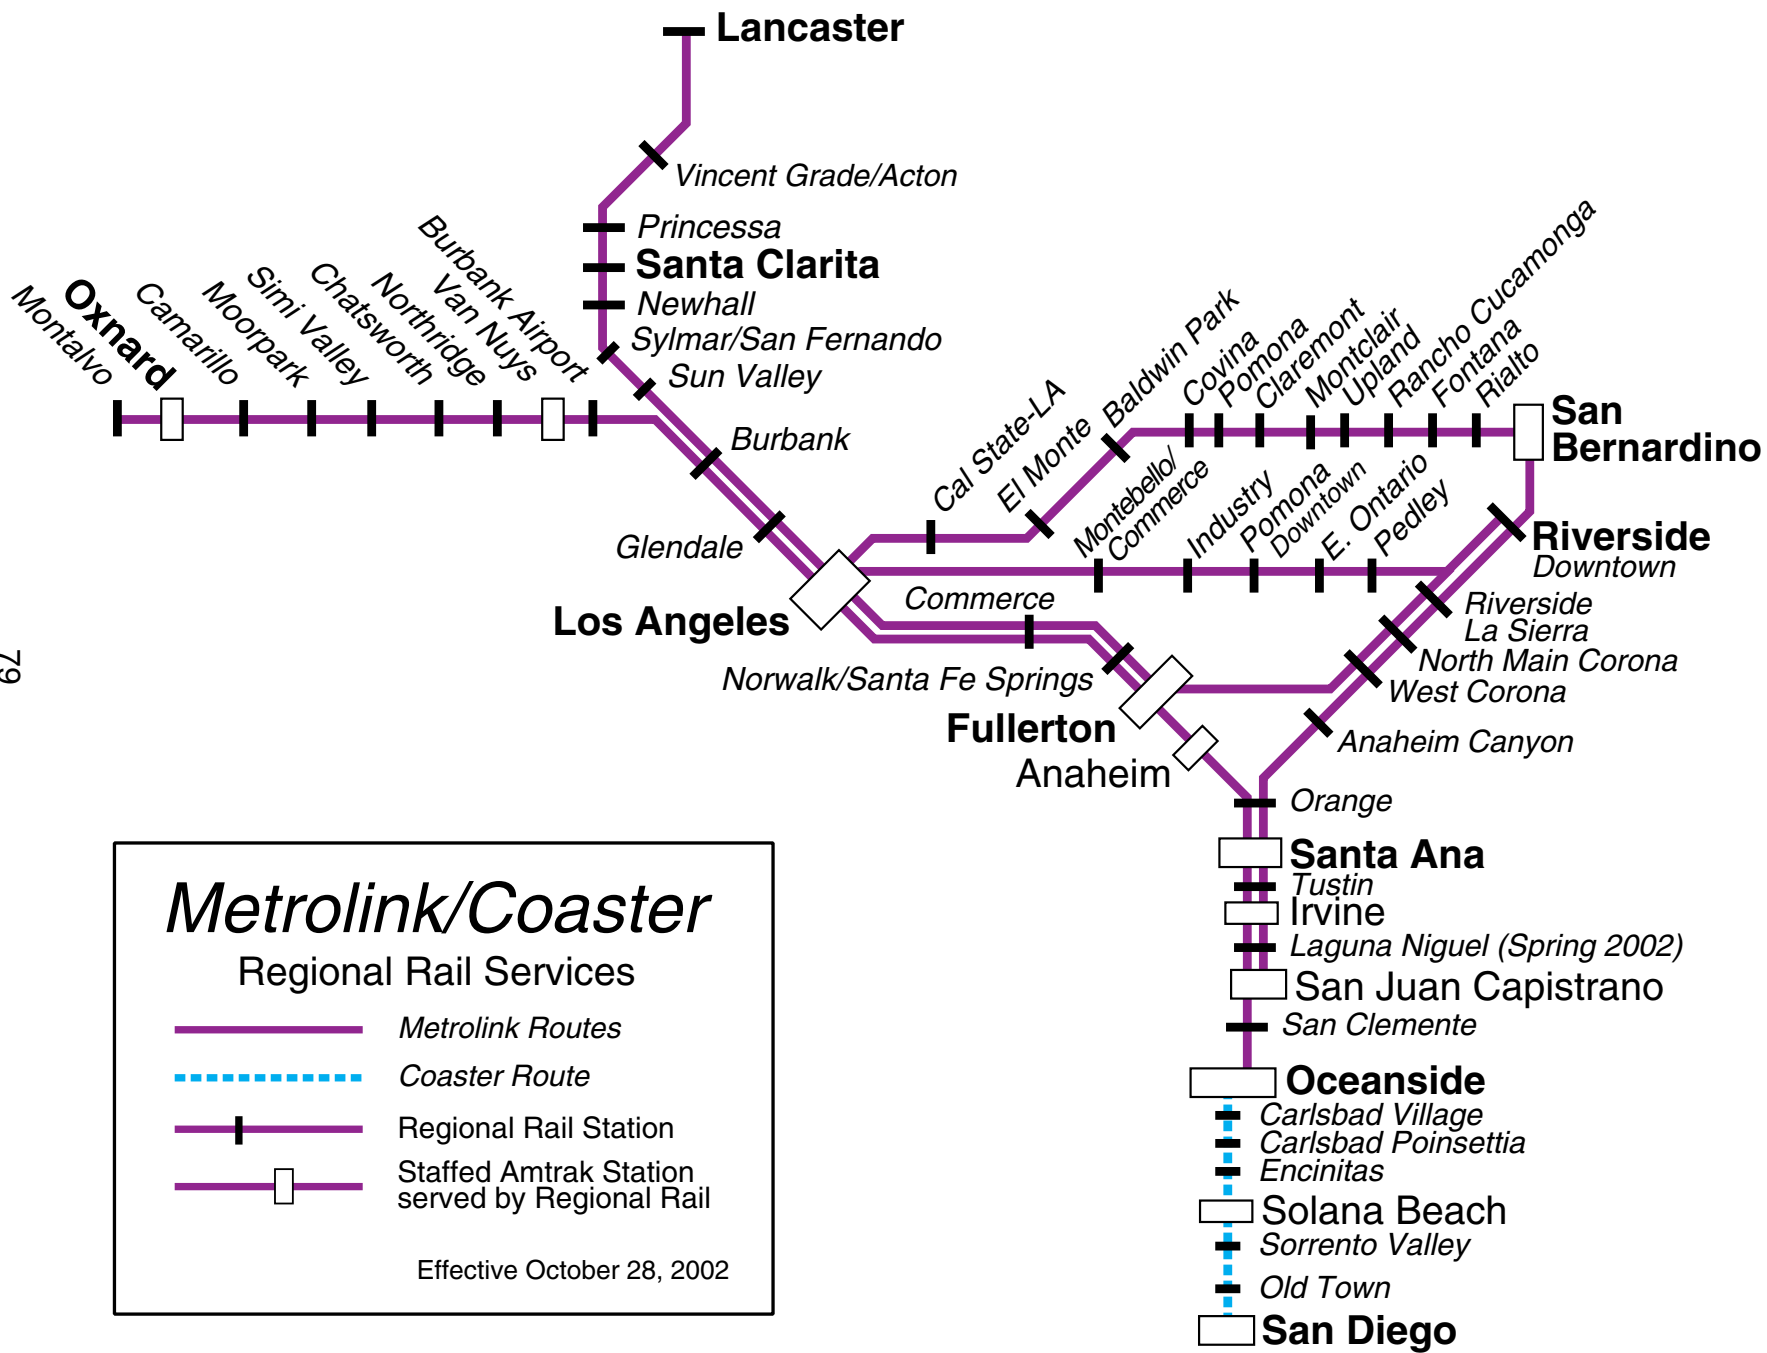 Lancaster
Vincent Grade/Acton
Princessa
Santa Clarita
Newhall
Sylmar/San Fernando
Sun Valley
Burbank
Glendale
Montalvo
Oxnard
Camarillo
Moorpark
Simi Valley
Chatsworth
Northridge
Van Nuys
Burbank Airport
Los Angeles
Cal State-LA
El Monte
Baldwin Park
Covina
Pomona
Claremont
Montclair
Upland
Rancho Cucamonga
Fontana
Rialto
San
Bernardino
Montebello/
Commerce
Industry
Pomona
Downtown
E. Ontario
Pedley
Riverside
Downtown
Riverside
La Sierra
North Main Corona
West Corona
Anaheim Canyon
Commerce
Norwalk/Santa Fe Springs
Fullerton
Anaheim
Orange
Santa Ana
Tustin
Irvine
Laguna Niguel (Spring 2002)
San Juan Capistrano
San Clemente
Oceanside
Carlsbad Village
Carlsbad Poinsettia
Encinitas
Solana Beach
Sorrento Valley
Old Town
San Diego
Metrolink/Coaster
Regional Rail Services
Metrolink Routes
Coaster Route
Regional Rail Station
Staffed Amtrak Station
served by Regional Rail
Effective October 28, 2002
79